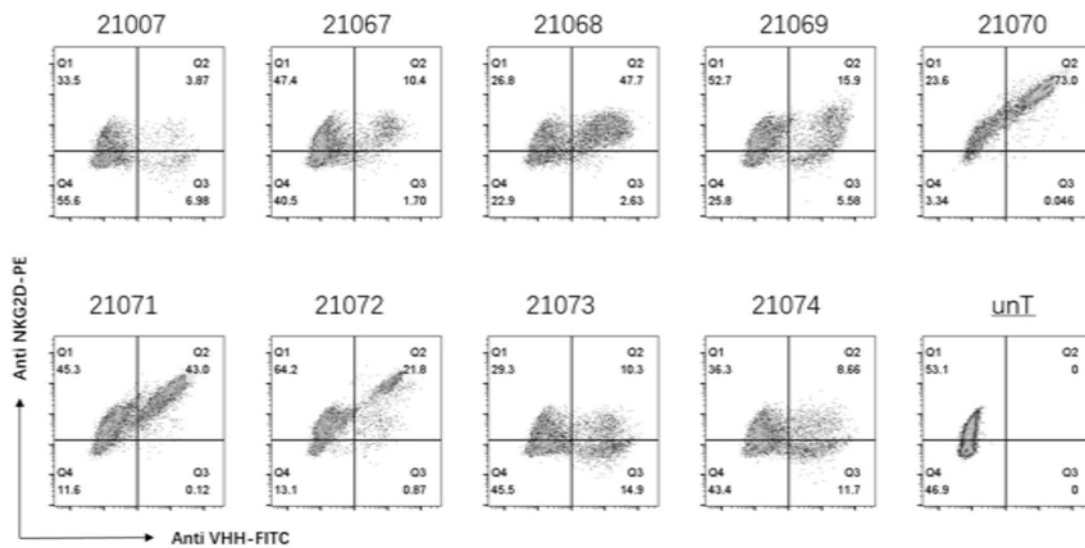 21007 21067 21068 21069 21070
Q1 Q2 Q1 Q2 Q1 Q2 Q1 Q2 Q1 Q2
33.5 3.87 47.4 10.4 26.8 47.7 52.7 15.9 23.6 73.0
Q4 Q3 Q4 Q3 Q4 Q3 Q4 Q3 Q4 Q3
55.6 6.98 40.5 1.70 22.9 2.63 25.8 5.58 3.34 0.046
21071 21072 21073 21074 unT
Q1 Q2 Q1 Q2 Q1 Q2 Q1 Q2 Q1 Q2
45.3 43.0 64.2 21.8 29.3 10.3 36.3 8.66 53.1 0
Q4 Q3 Q4 Q3 Q4 Q3 Q4 Q3 Q4 Q3
11.6 0.12 13.1 0.87 45.5 14.9 43.4 11.7 46.9 0
Anti NKG2D-PE
Anti VHH-FITC